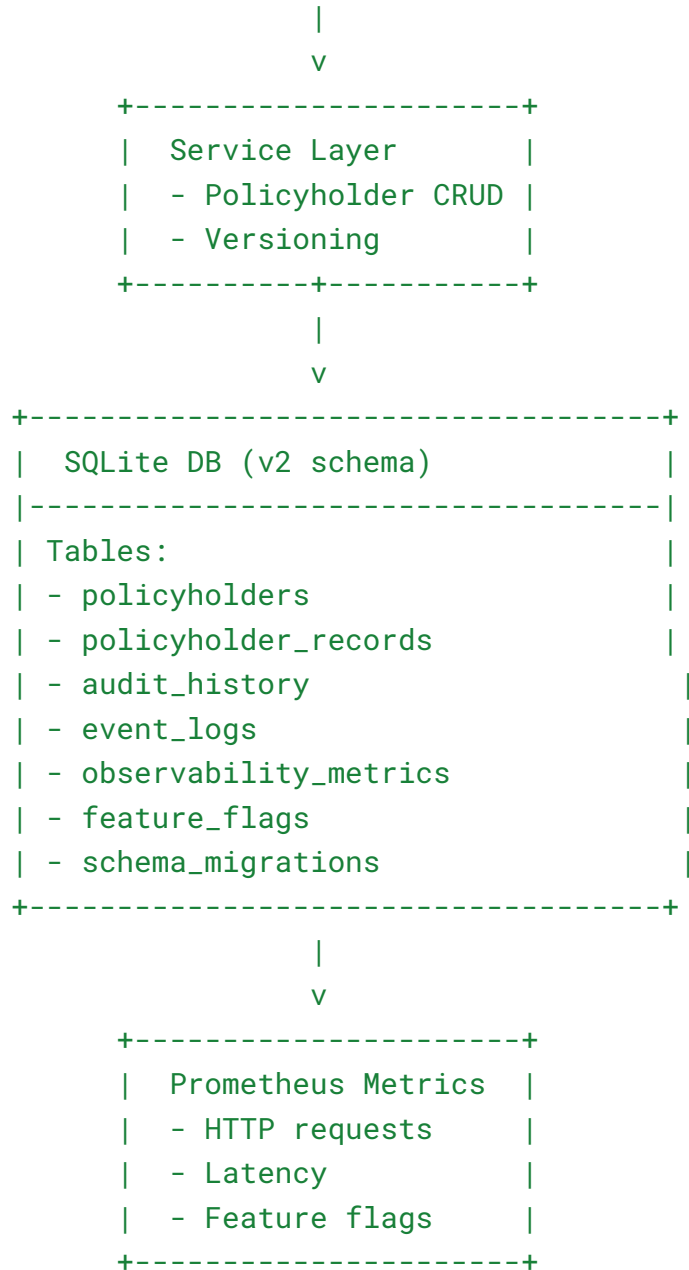 |
                 v
      +----------------------+
      |  Service Layer       |
      |  - Policyholder CRUD |
      |  - Versioning        |
      +----------+-----------+
                 |
                 v
+------------------------------------+
|  SQLite DB (v2 schema)             |
|------------------------------------|
| Tables:                            |
| - policyholders                    |
| - policyholder_records             |
| - audit_history                     |
| - event_logs                        |
| - observability_metrics             |
| - feature_flags                     |
| - schema_migrations                 |
+------------------------------------+
                 |
                 v
      +----------------------+
      |  Prometheus Metrics  |
      |  - HTTP requests     |
      |  - Latency           |
      |  - Feature flags     |
      +----------------------+